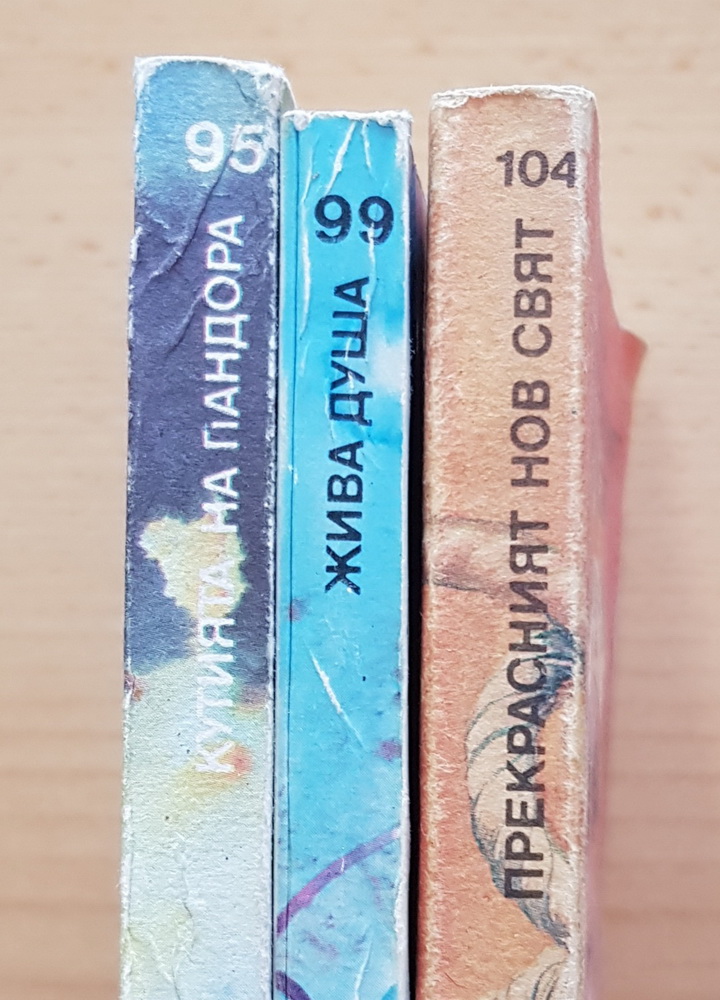 95
КУТИЯТА НА ПАНДОРА
99
ЖИВА ДУША
104
ПРЕКРАСНИЯТ НОВ СВЯТ